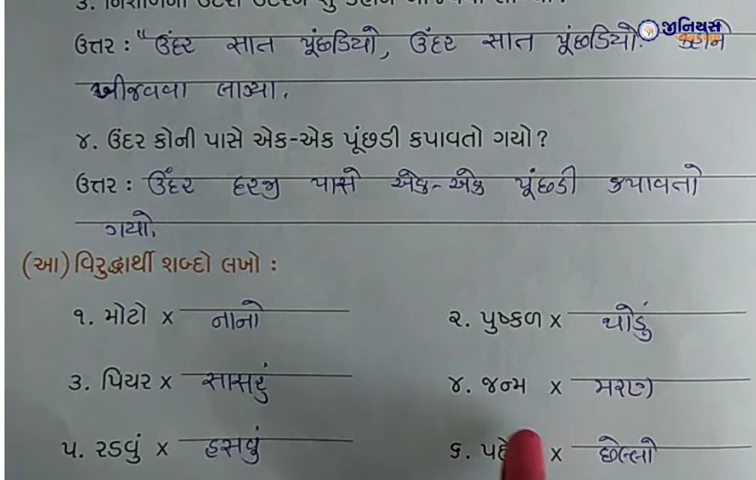 ઉત્તર : "ઉંદર સાત પૂંછડિયો, ઉંદર સાત પૂંછડિયો.
જીનિયસ
ખીજવવા લાગ્યા.
૪. ઉંદર કોની પાસે એક-એક પૂંછડી કપાવતો ગયો?
ઉત્તર : ઉંદર હરજી પાસે એક-એક પૂંછડી કપાવતો
ગયો.
(આ) વિરુદ્ધાર્થી શબ્દો લખો :
૧. મોટો x નાનો ૨. પુષ્કળ x થોડું
૩. પિયર x સાસરું ૪. જન્મ x મરણ
૫. રડવું x હસવું ૬. x છેલ્લો